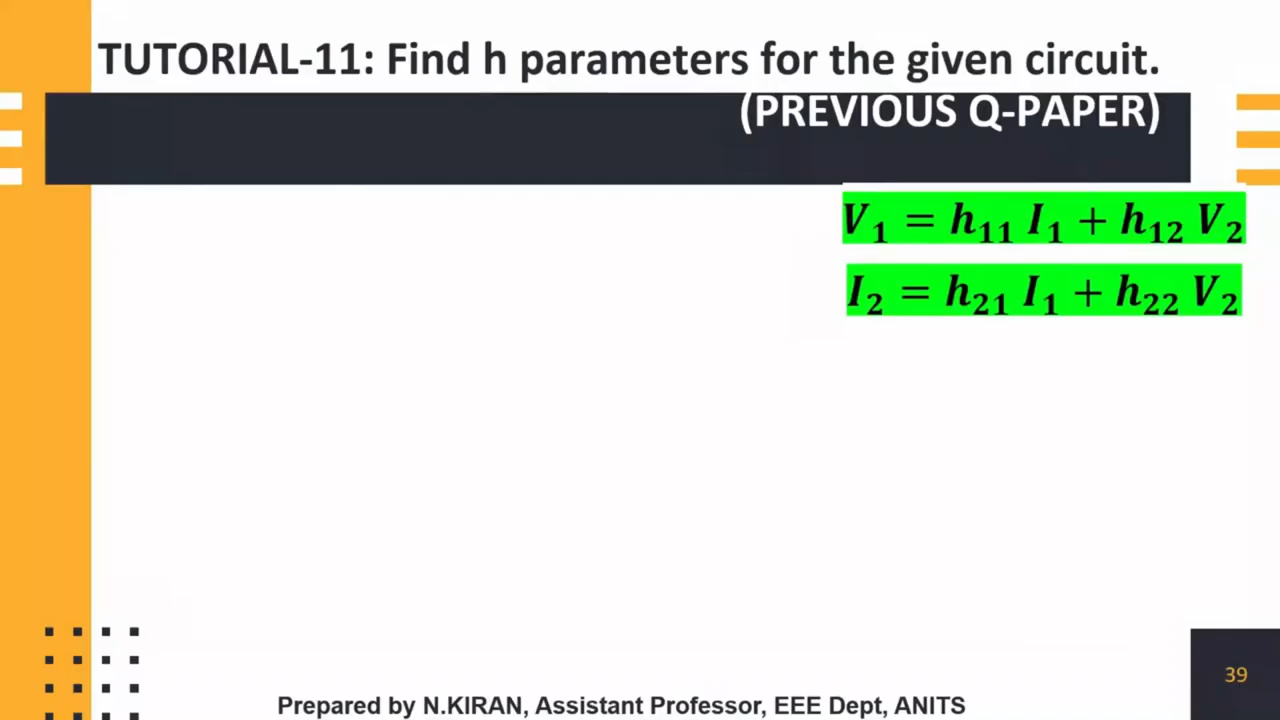 TUTORIAL-11: Find h parameters for the given circuit.
(PREVIOUS Q-PAPER)
V₁ = h₁₁ I₁ + h₁₂ V₂
I₂ = h₂₁ I₁ + h₂₂ V₂
39
Prepared by N.KIRAN, Assistant Professor, EEE Dept, ANITS